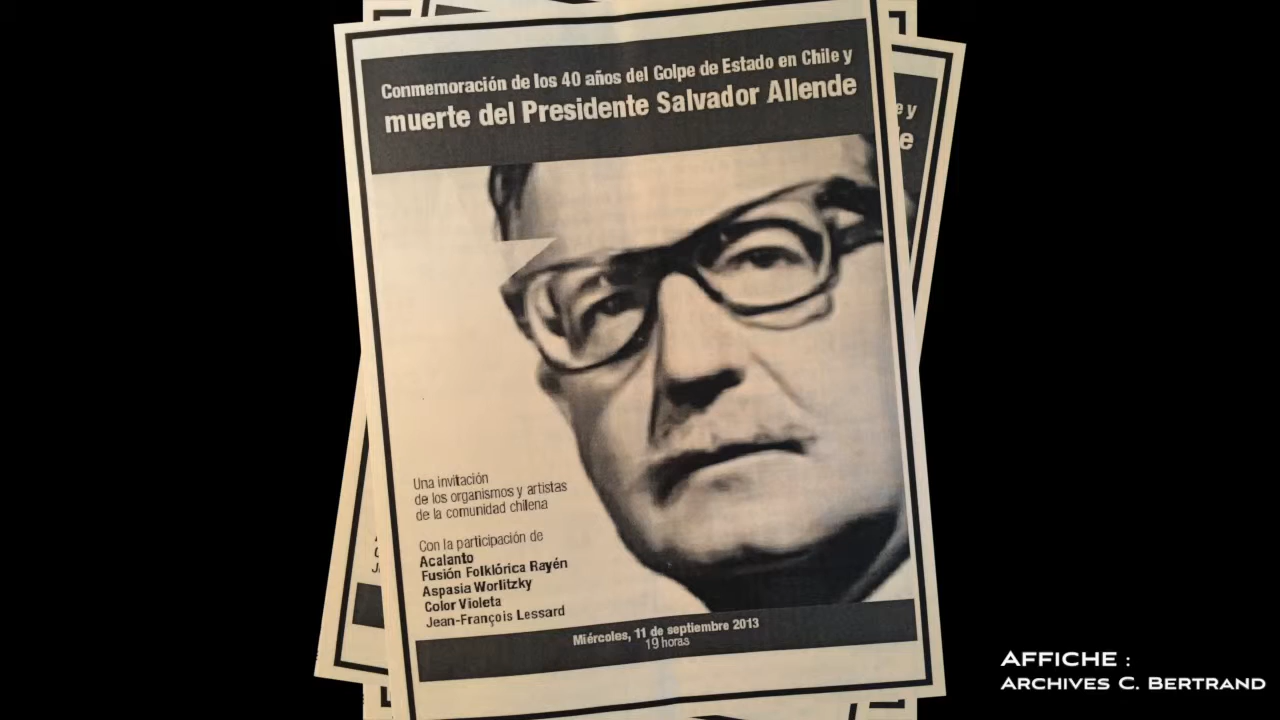 Conmemoración de los 40 años del Golpe de Estado en Chile y
muerte del Presidente Salvador Allende
e y
e
Una invitación
de los organismos y artistas
de la comunidad chilena
Con la participación de
Acalanto
Fusión Folklórica Rayén
Aspasia Worlitzky
Color Violeta
Jean-François Lessard
Miércoles, 11 de septiembre 2013
19 horas
AFFICHE :
ARCHIVES C. BERTRAND